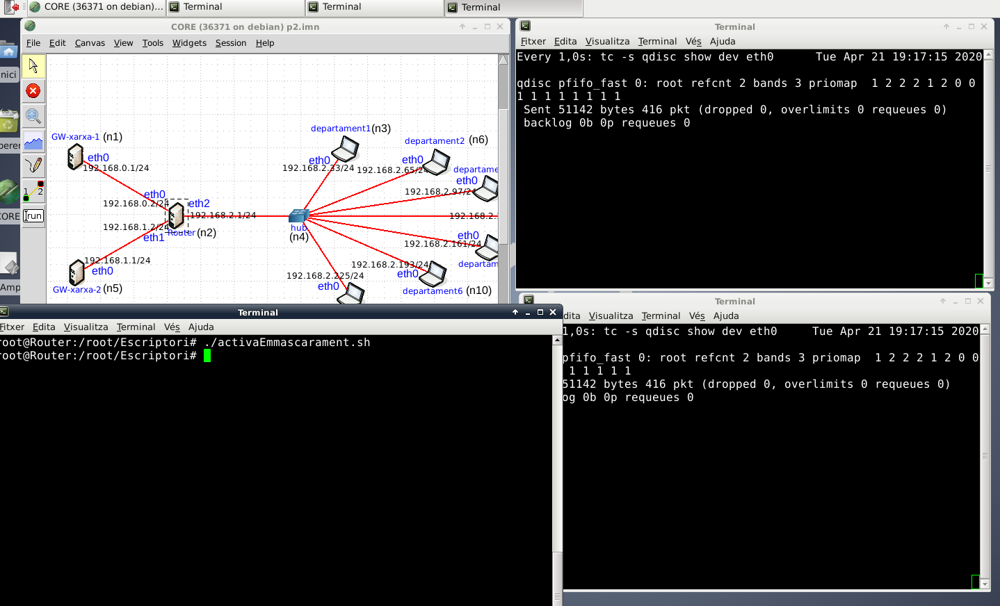 CORE (36371 on debian)...
Terminal
Terminal
Terminal
nici
CORE
Amp
CORE (36371 on debian) p2.imn
File Edit Canvas View Tools Widgets Session Help
1 2
run
GW-xarxa-1 (n1)
eth0
192.168.0.1/24
departament1 (n3)
eth0
192.168.2.33/24
departament2 (n6)
eth0
192.168.2.65/24
departame
eth0
192.168.2.97/24
eth0
192.168.0.2/24
eth2
192.168.2.1/24
192.168.1.2/24
eth1
Router (n2)
hub
(n4)
192.168.2.
eth0
192.168.2.161/24
departam
192.168.1.1/24
eth0
GW-xarxa-2 (n5)
192.168.2.193/24
eth0
departament6 (n10)
192.168.2.225/24
eth0
Terminal
Fitxer Edita Visualitza Terminal Vés Ajuda
Every 1,0s: tc -s qdisc show dev eth0 Tue Apr 21 19:17:15 2020
qdisc pfifo_fast 0: root refcnt 2 bands 3 priomap 1 2 2 2 1 2 0 0
1 1 1 1 1 1 1 1
Sent 51142 bytes 416 pkt (dropped 0, overlimits 0 requeues 0)
backlog 0b 0p requeues 0
Terminal
Fitxer Edita Visualitza Terminal Vés Ajuda
root@Router:/root/Escriptori# ./activaEmmascarament.sh
root@Router:/root/Escriptori#
Terminal
dita Visualitza Terminal Vés Ajuda
1,0s: tc -s qdisc show dev eth0 Tue Apr 21 19:17:15 2020
pfifo_fast 0: root refcnt 2 bands 3 priomap 1 2 2 2 1 2 0 0
1 1 1 1 1
51142 bytes 416 pkt (dropped 0, overlimits 0 requeues 0)
og 0b 0p requeues 0